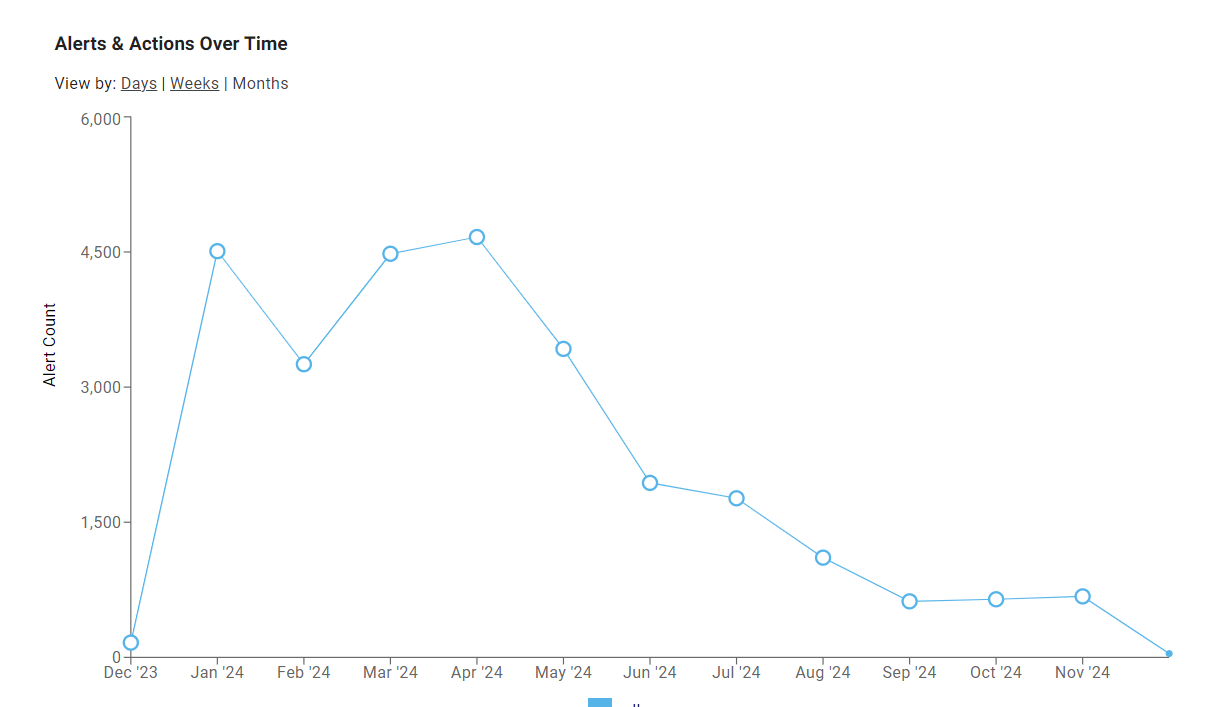 Alerts & Actions Over Time
View by: Days | Weeks | Months
6,000
4,500
3,000
1,500
0
Alert Count
Dec '23 Jan '24 Feb '24 Mar '24 Apr '24 May '24 Jun '24 Jul '24 Aug '24 Sep '24 Oct '24 Nov '24